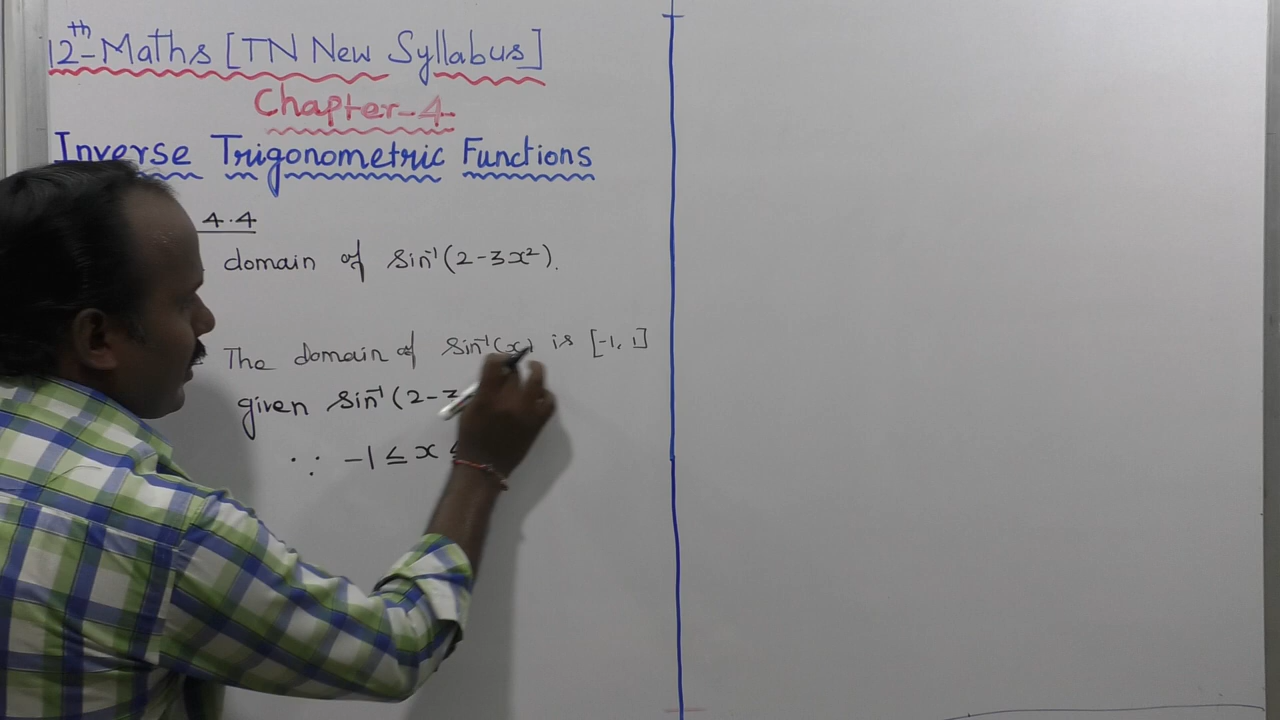 12th Maths [TN New Syllabus]
Chapter-4
Inverse Trigonometric Functions
4.4
domain of Sin⁻¹(2-3x²).
The domain of Sin⁻¹(x) is [-1, 1]
given Sin⁻¹(2-3
∵ -1 ≤ x ≤